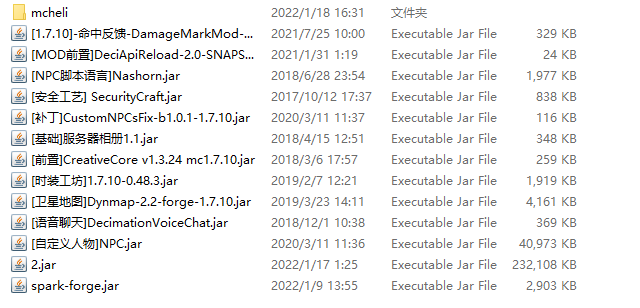 mcheli 2022/1/18 16:31 文件夹
[1.7.10]-命中反馈-DamageMarkMod-... 2021/7/25 10:00 Executable Jar File 329 KB
[MOD前置]DeciApiReload-2.0-SNAPS... 2021/1/31 1:19 Executable Jar File 24 KB
[NPC脚本语言]Nashorn.jar 2018/6/28 23:54 Executable Jar File 1,977 KB
[安全工艺] SecurityCraft.jar 2017/10/12 17:37 Executable Jar File 838 KB
[补丁]CustomNPCsFix-b1.0.1-1.7.10.jar 2020/3/11 11:37 Executable Jar File 116 KB
[基础]服务器相册1.1.jar 2018/4/15 12:51 Executable Jar File 348 KB
[前置]CreativeCore v1.3.24 mc1.7.10.jar 2018/3/6 17:57 Executable Jar File 259 KB
[时装工坊]1.7.10-0.48.3.jar 2019/2/7 12:21 Executable Jar File 1,919 KB
[卫星地图]Dynmap-2.2-forge-1.7.10.jar 2019/3/23 14:11 Executable Jar File 4,161 KB
[语音聊天]DecimationVoiceChat.jar 2018/12/1 10:38 Executable Jar File 369 KB
[自定义人物]NPC.jar 2020/3/11 11:36 Executable Jar File 40,973 KB
2.jar 2022/1/17 1:25 Executable Jar File 232,108 KB
spark-forge.jar 2022/1/9 13:55 Executable Jar File 2,903 KB